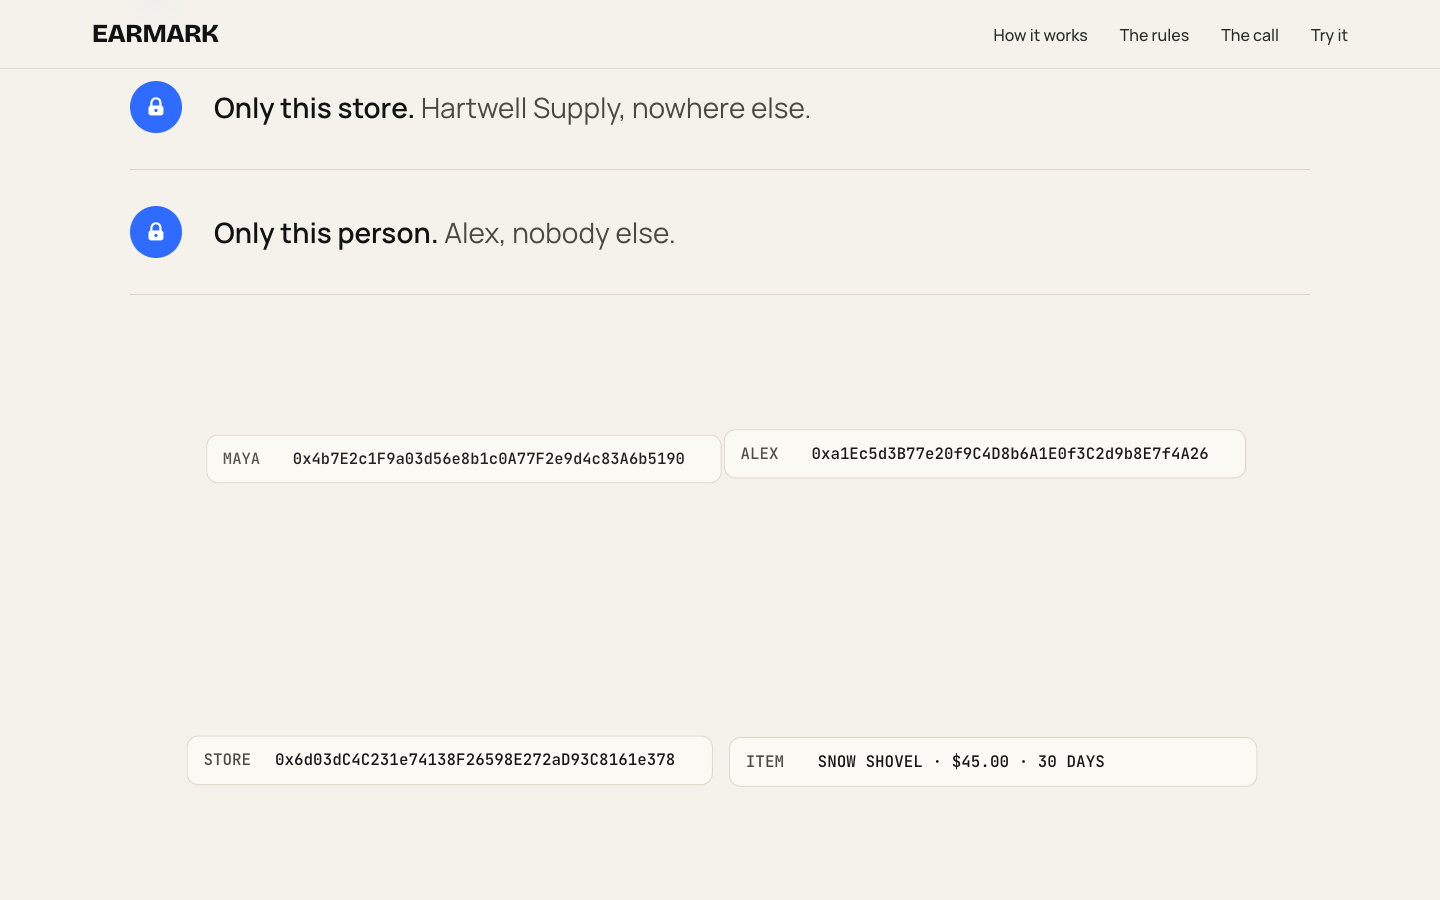 EARMARK
How it works
The rules
The call
Try it
Only this store. Hartwell Supply, nowhere else.
Only this person. Alex, nobody else.
MAYA 0x4b7E2c1F9a03d56e8b1c0A77F2e9d4c83A6b5190
ALEX 0xa1Ec5d3B77e20f9C4D8b6A1E0f3C2d9b8E7f4A26
STORE 0x6d03dC4C231e74138F26598E272aD93C8161e378
ITEM SNOW SHOVEL · $45.00 · 30 DAYS